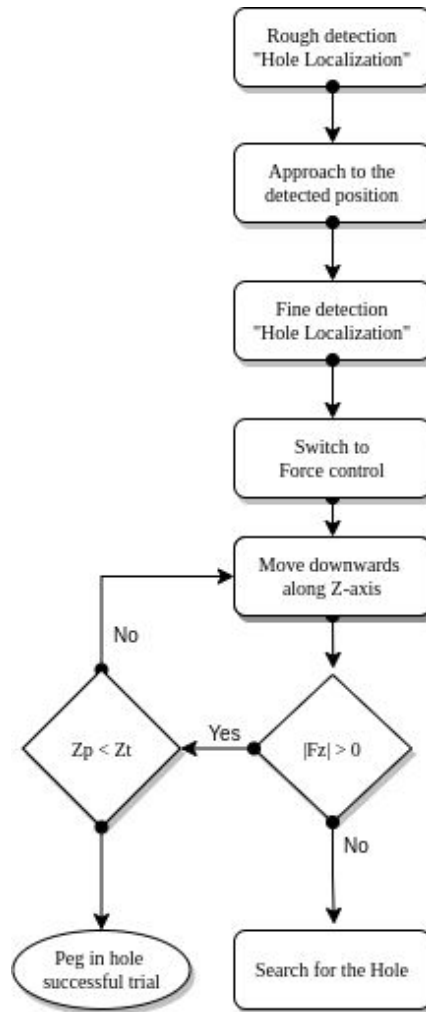 Rough detection
"Hole Localization"
Approach to the
detected position
Fine detection
"Hole Localization"
Switch to
Force control
Move downwards
along Z-axis
No
Zp < Zt
Yes
|Fz| > 0
No
Peg in hole
successful trial
Search for the Hole